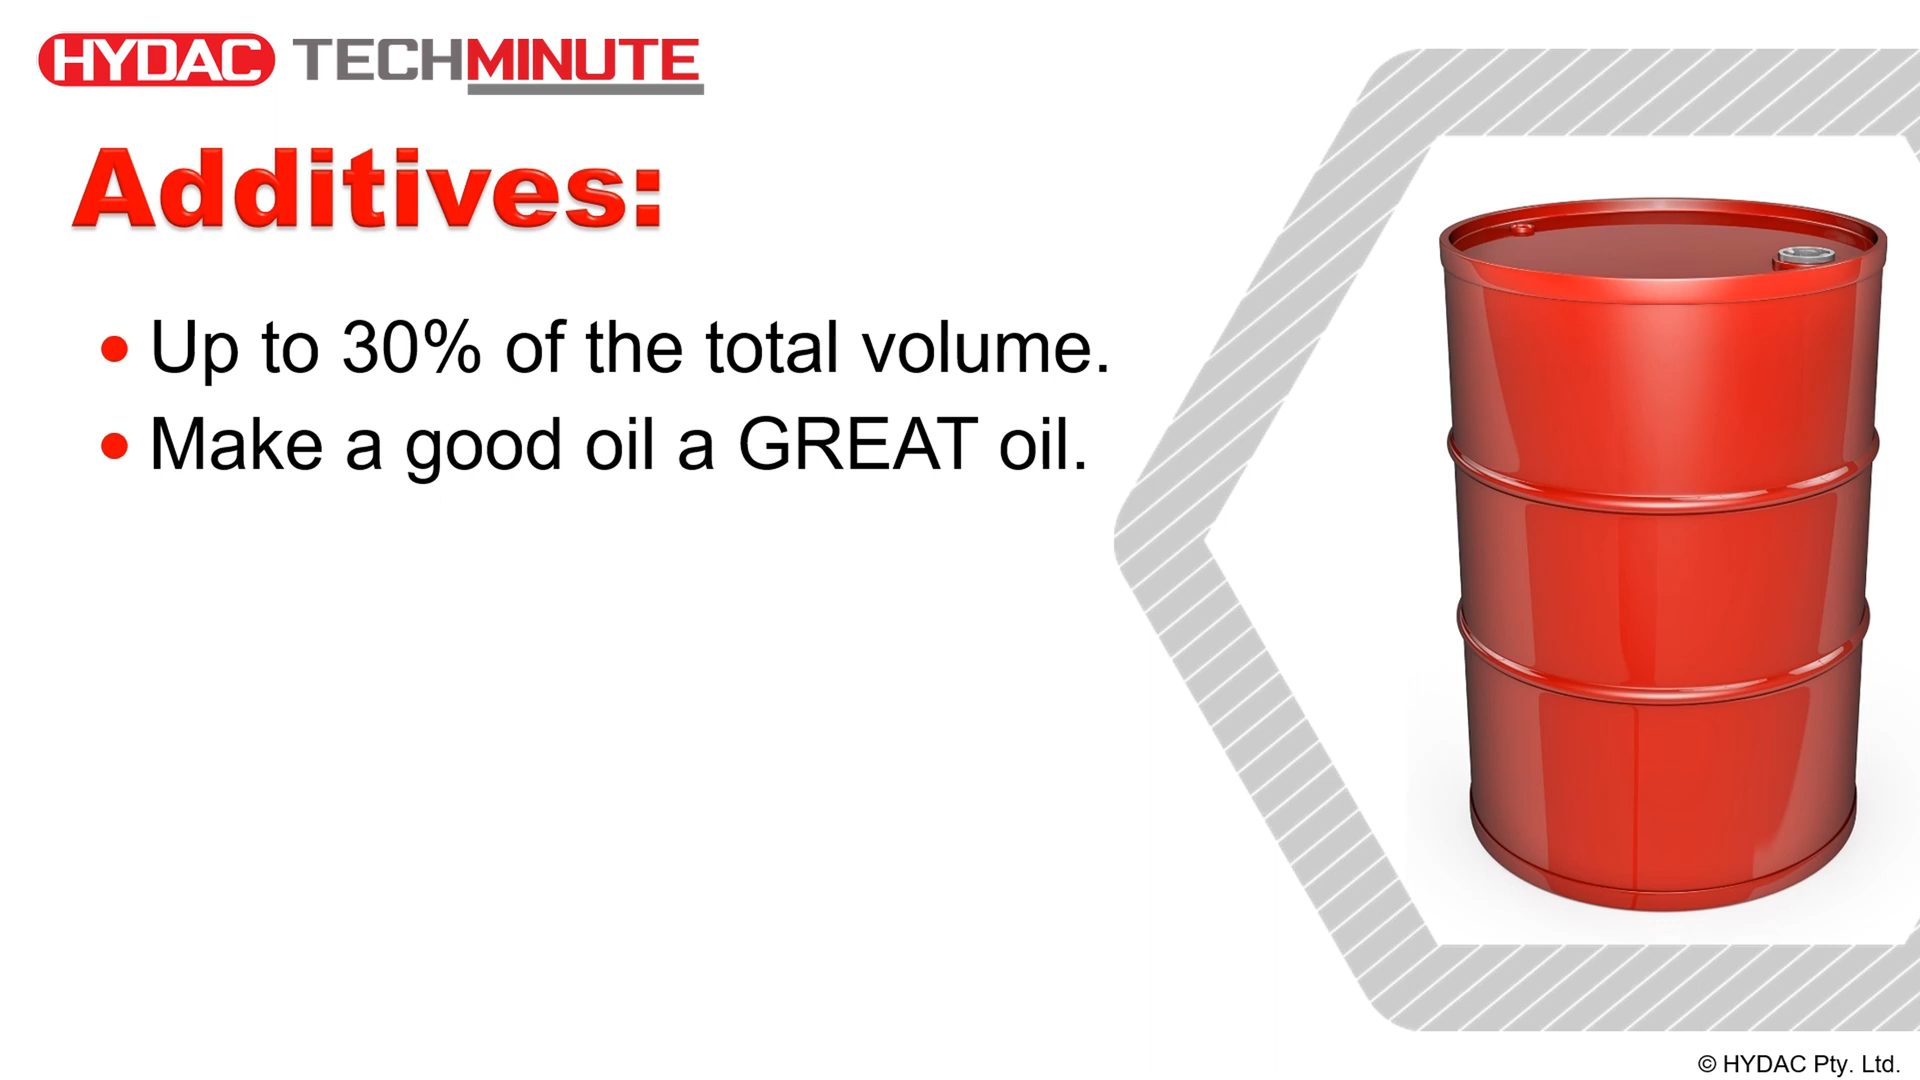 HYDAC TECHMINUTE
Additives:
• Up to 30% of the total volume.
• Make a good oil a GREAT oil.
© HYDAC Pty. Ltd.